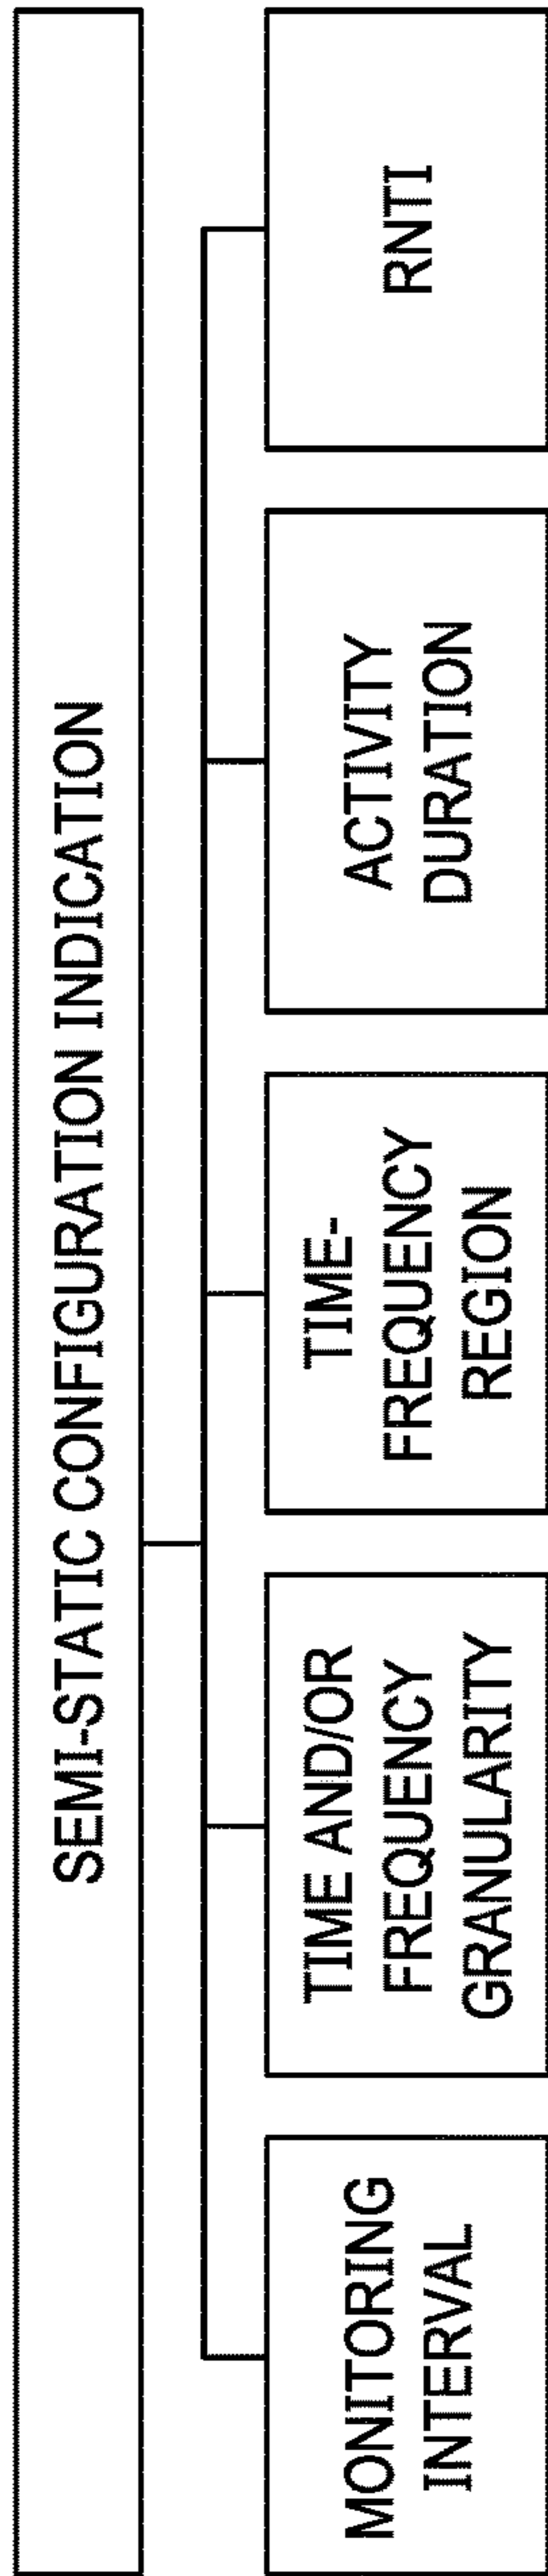 SEMI-STATIC CONFIGURATION INDICATION
MONITORING
INTERVAL
TIME AND/OR
FREQUENCY
GRANULARITY
TIME-
FREQUENCY
REGION
ACTIVITY
DURATION
RNTI